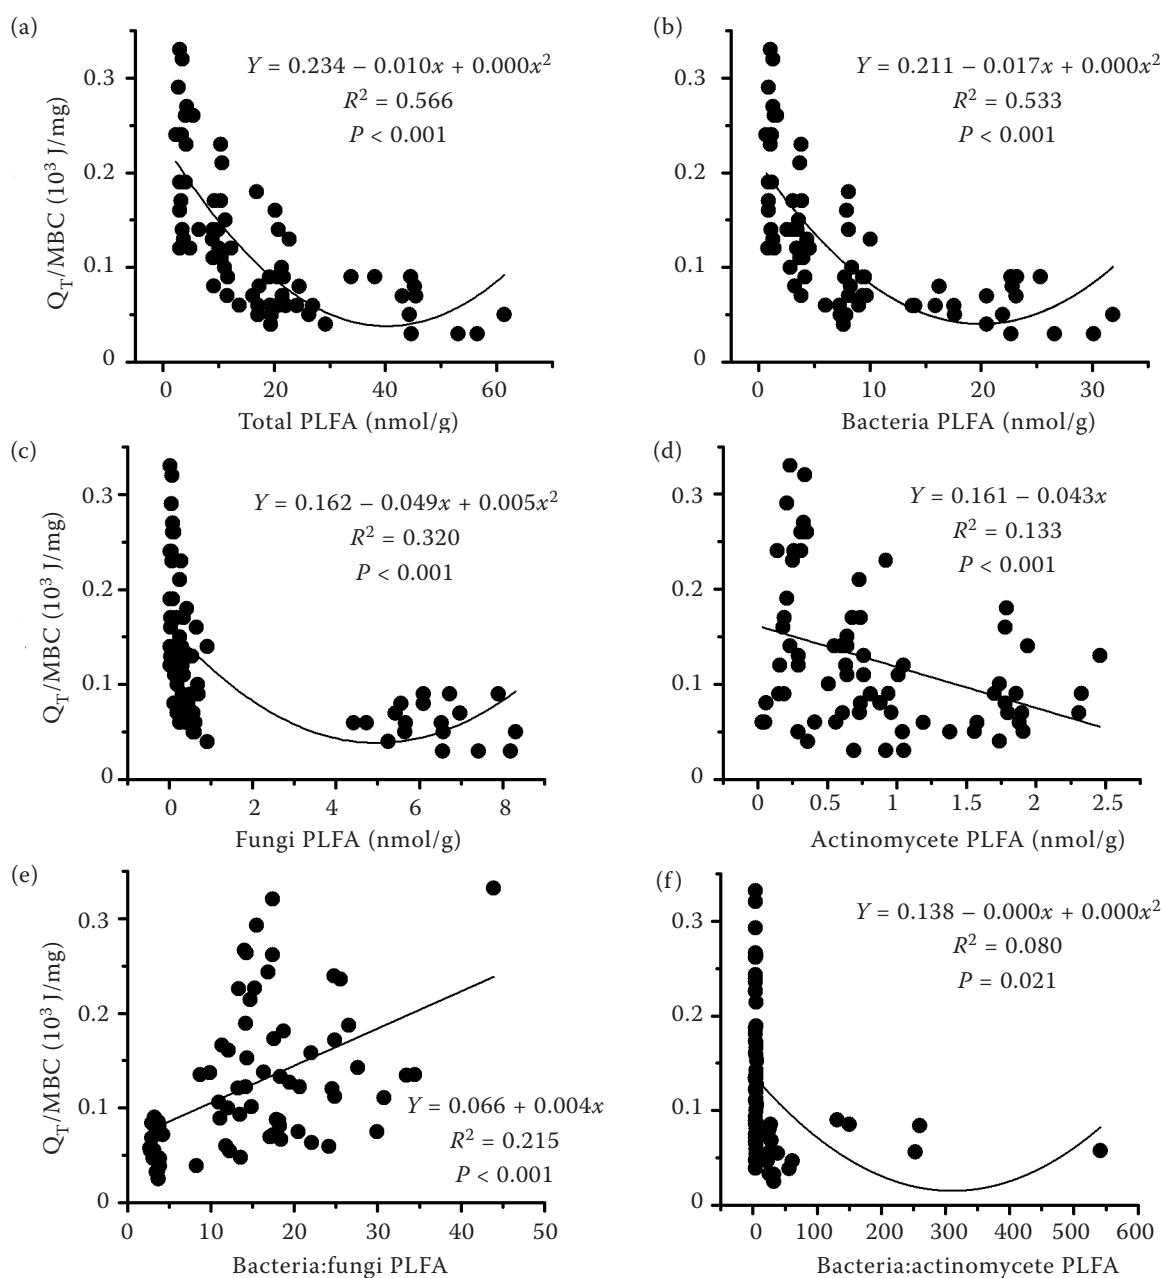 (a)
Y = 0.234 – 0.010x + 0.000x²
R² = 0.566
P < 0.001
Q_T/MBC (10³ J/mg)
0.3
0.2
0.1
0
0 20 40 60
Total PLFA (nmol/g)
(b)
Y = 0.211 – 0.017x + 0.000x²
R² = 0.533
P < 0.001
0.3
0.2
0.1
0
0 10 20 30
Bacteria PLFA (nmol/g)
(c)
Y = 0.162 – 0.049x + 0.005x²
R² = 0.320
P < 0.001
Q_T/MBC (10³ J/mg)
0.3
0.2
0.1
0
0 2 4 6 8
Fungi PLFA (nmol/g)
(d)
Y = 0.161 – 0.043x
R² = 0.133
P < 0.001
0.3
0.2
0.1
0
0 0.5 1 1.5 2 2.5
Actinomycete PLFA (nmol/g)
(e)
Y = 0.066 + 0.004x
R² = 0.215
P < 0.001
Q_T/MBC (10³ J/mg)
0.3
0.2
0.1
0
0 10 20 30 40 50
Bacteria:fungi PLFA
(f)
Y = 0.138 – 0.000x + 0.000x²
R² = 0.080
P = 0.021
0.3
0.2
0.1
0
0 100 200 300 400 500 600
Bacteria:actinomycete PLFA